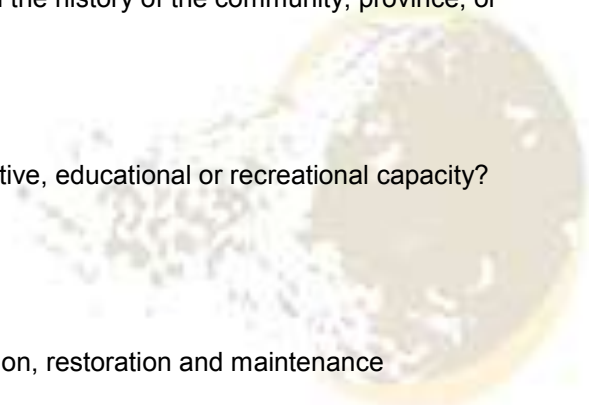 the history of the community, province, or
tive, educational or recreational capacity?
on, restoration and maintenance